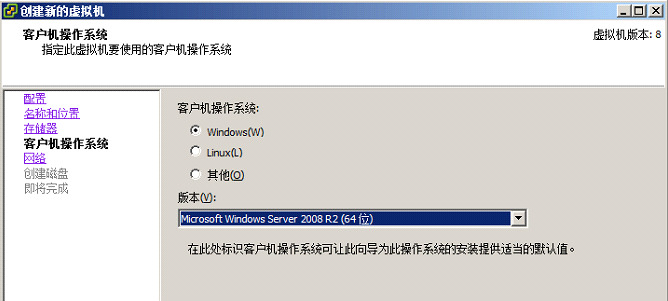 创建新的虚拟机
客户机操作系统
指定此虚拟机要使用的客户机操作系统
虚拟机版本: 8
配置
名称和位置
存储器
客户机操作系统
网络
创建磁盘
即将完成
客户机操作系统:
Windows(W)
Linux(L)
其他(O)
版本(V):
Microsoft Windows Server 2008 R2 (64 位)
在此处标识客户机操作系统可让此向导为此操作系统的安装提供适当的默认值。